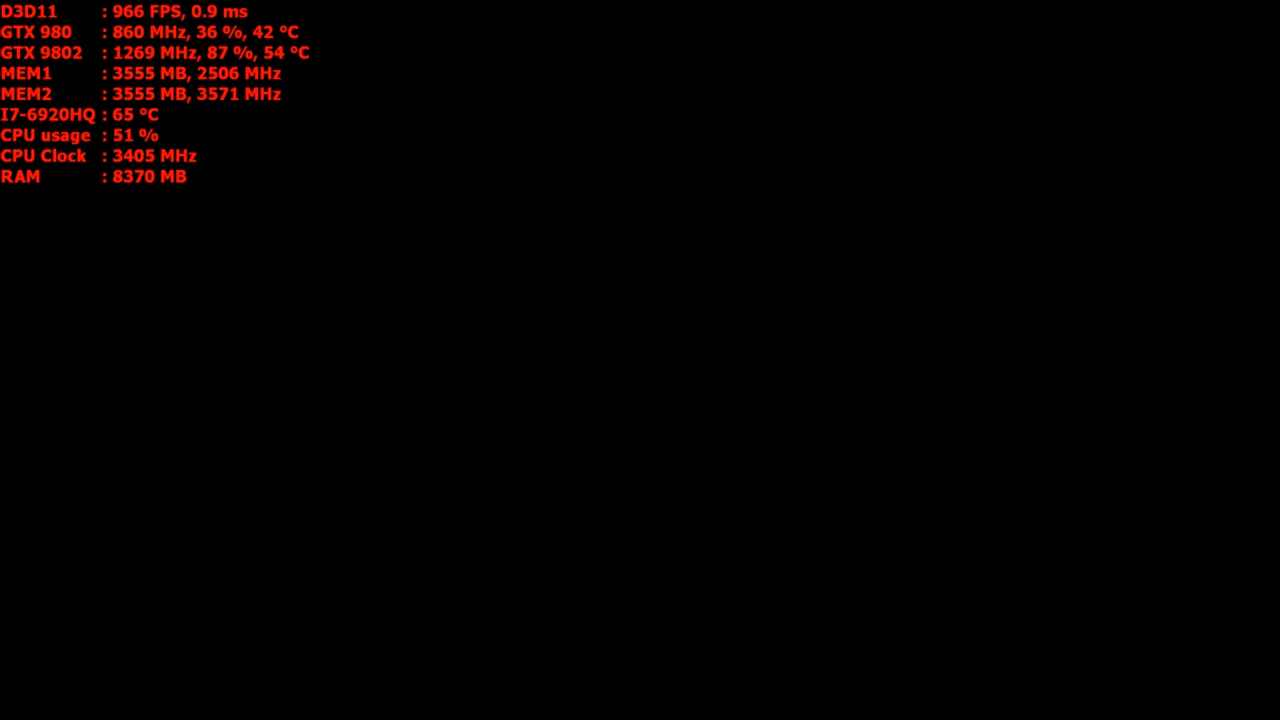 D3D11 : 966 FPS, 0.9 ms
GTX 980 : 860 MHz, 36 %, 42 °C
GTX 9802 : 1269 MHz, 87 %, 54 °C
MEM1 : 3555 MB, 2506 MHz
MEM2 : 3555 MB, 3571 MHz
I7-6920HQ : 65 °C
CPU usage : 51 %
CPU Clock : 3405 MHz
RAM : 8370 MB